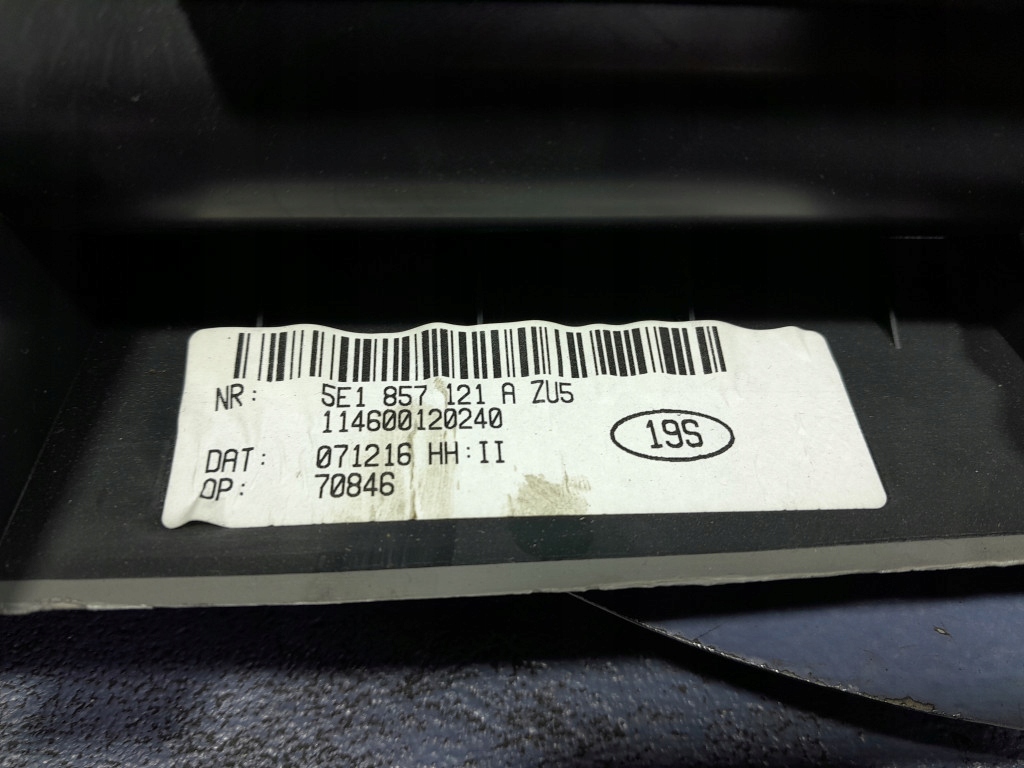 NR: 5E1 857 121 A ZU5
114600120240
19S
DAT: 071216 HH:II
OP: 70846